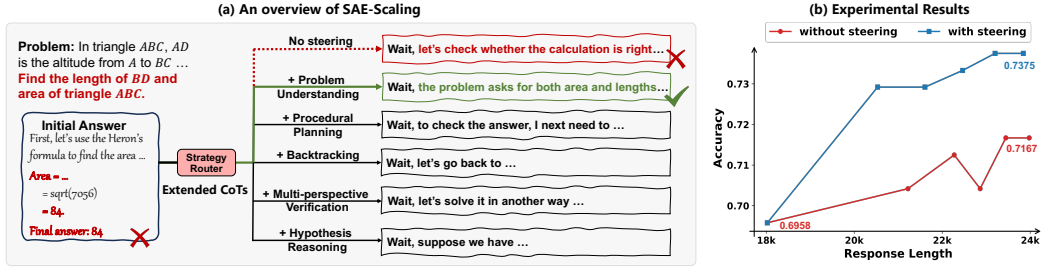 (a) An overview of SAE-Scaling
Problem: In triangle ABC, AD
is the altitude from A to BC ...
Find the length of BD and
area of triangle ABC.
Initial Answer
First, let's use the Heron's
formula to find the area ...
Area = ...
= sqrt(7056)
= 84.
Final answer: 84
Strategy
Router
Extended CoTs
No steering
Wait, let's check whether the calculation is right...
+ Problem
Understanding
Wait, the problem asks for both area and lengths...
+ Procedural
Planning
Wait, to check the answer, I next need to ...
+ Backtracking
Wait, let's go back to ...
+ Multi-perspective
Verification
Wait, let's solve it in another way ...
+ Hypothesis
Reasoning
Wait, suppose we have ...
(b) Experimental Results
without steering
with steering
Accuracy
0.73
0.72
0.71
0.70
0.7375
0.7167
0.6958
18k
20k
22k
24k
Response Length